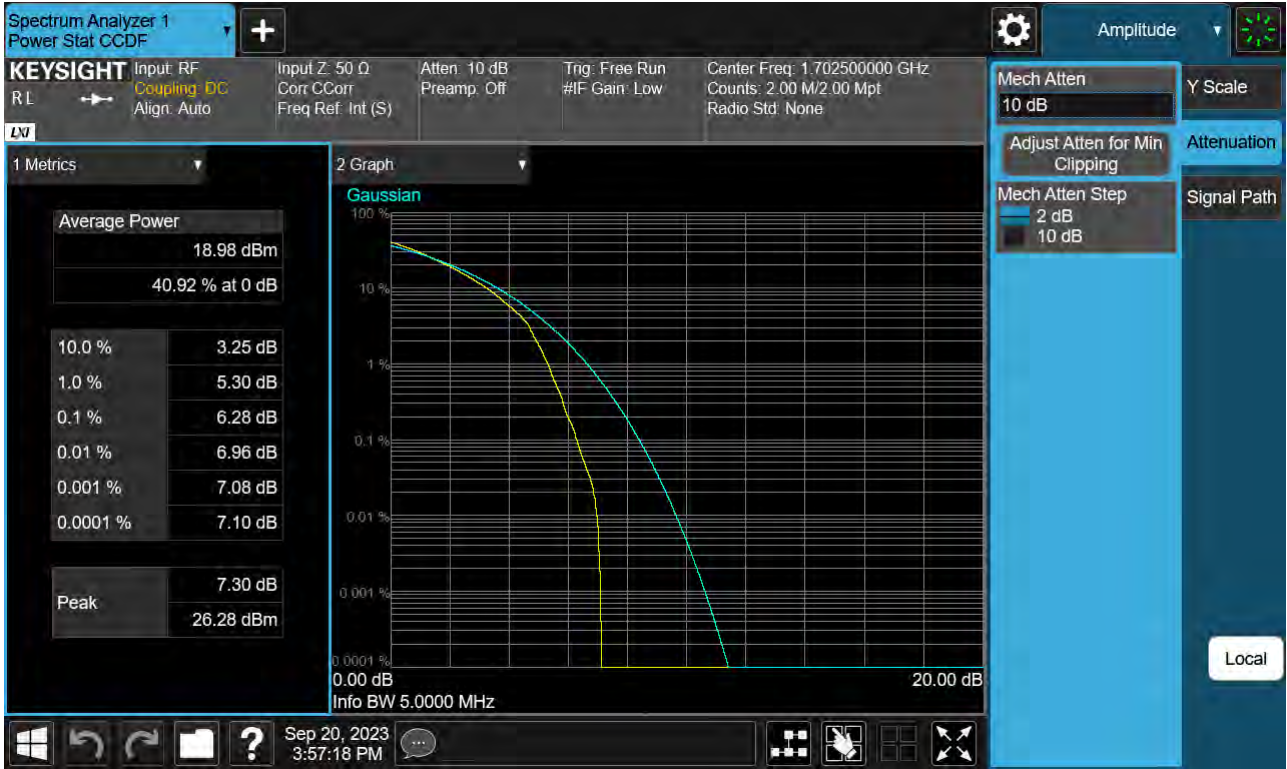 Spectrum Analyzer 1
Power Stat CCDF
+
Amplitude
KEYSIGHT
RL
LXI
Input: RF
Coupling: DC
Align: Auto
Input Z: 50 Ω
Corr CCorr
Freq Ref: Int (S)
Atten: 10 dB
Preamp: Off
Trig: Free Run
#IF Gain: Low
Center Freq: 1.702500000 GHz
Counts: 2.00 M/2.00 Mpt
Radio Std: None
1 Metrics
Average Power
18.98 dBm
40.92 % at 0 dB
10.0 % 3.25 dB
1.0 % 5.30 dB
0.1 % 6.28 dB
0.01 % 6.96 dB
0.001 % 7.08 dB
0.0001 % 7.10 dB
Peak
7.30 dB
26.28 dBm
2 Graph
Gaussian
100 %
10 %
1 %
0.1 %
0.01 %
0.001 %
0.0001 %
0.00 dB 20.00 dB
Info BW 5.0000 MHz
Mech Atten
10 dB
Adjust Atten for Min
Clipping
Mech Atten Step
2 dB
10 dB
Y Scale
Attenuation
Signal Path
Local
?
Sep 20, 2023
3:57:18 PM